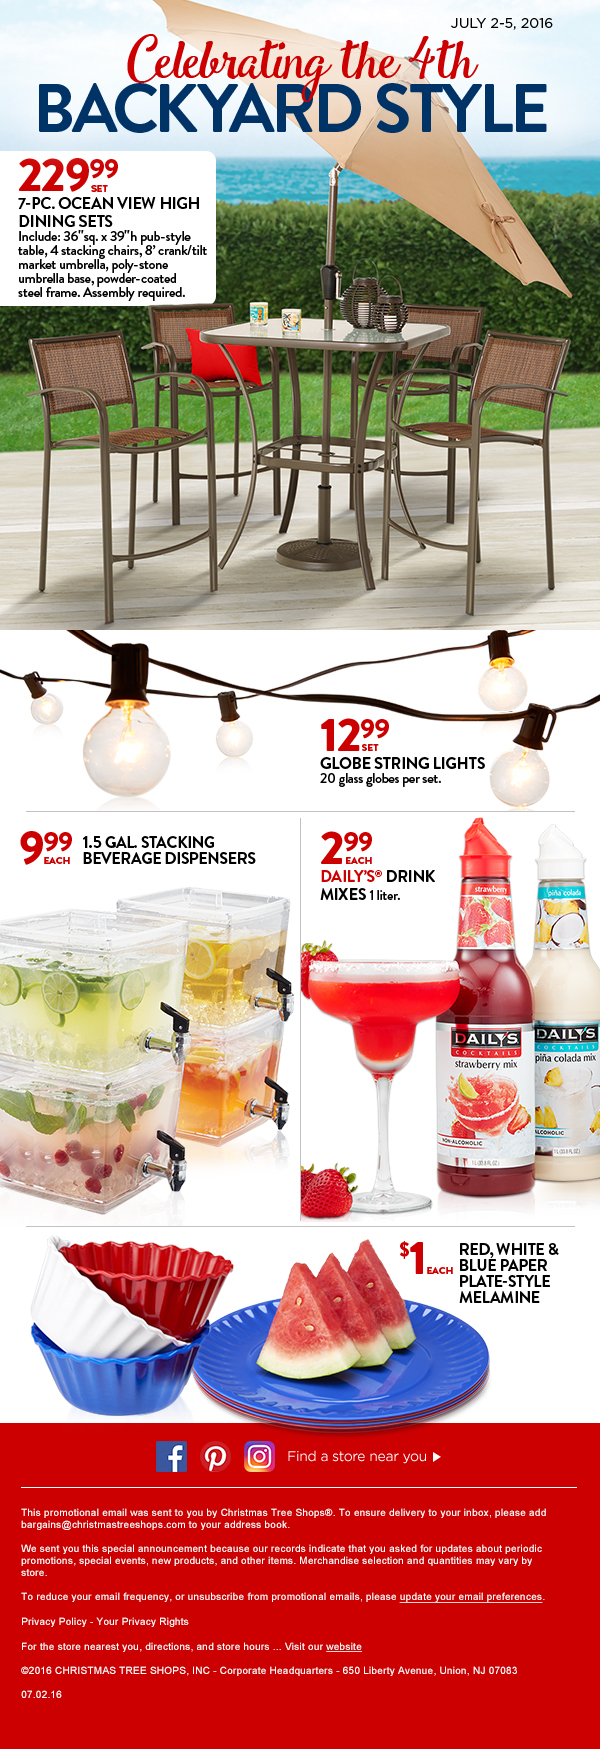 JULY 2-5, 2016
Celebrating the 4th
BACKYARD STYLE
229⁹⁹
SET
7-PC. OCEAN VIEW HIGH
DINING SETS
Include: 36"sq. x 39"h pub-style
table, 4 stacking chairs, 8' crank/tilt
market umbrella, poly-stone
umbrella base, powder-coated
steel frame. Assembly required.
12⁹⁹
SET
GLOBE STRING LIGHTS
20 glass globes per set.
9⁹⁹
EACH
1.5 GAL. STACKING
BEVERAGE DISPENSERS
2⁹⁹
EACH
DAILY'S® DRINK
MIXES 1 liter.
strawberry
piña colada
DAILY'S
COCKTAILS
strawberry mix
NON-ALCOHOLIC
1 L (33.8 FL OZ)
DAILY'S
COCKTAILS
piña colada mix
ALCOHOLIC
$1 EACH
RED, WHITE &
BLUE PAPER
PLATE-STYLE
MELAMINE
Find a store near you
This promotional email was sent to you by Christmas Tree Shops®. To ensure delivery to your inbox, please add
bargains@christmastreeshops.com to your address book.
We sent you this special announcement because our records indicate that you asked for updates about periodic
promotions, special events, new products, and other items. Merchandise selection and quantities may vary by
store.
To reduce your email frequency, or unsubscribe from promotional emails, please update your email preferences.
Privacy Policy - Your Privacy Rights
For the store nearest you, directions, and store hours ... Visit our website
©2016 CHRISTMAS TREE SHOPS, INC - Corporate Headquarters - 650 Liberty Avenue, Union, NJ 07083
07.02.16